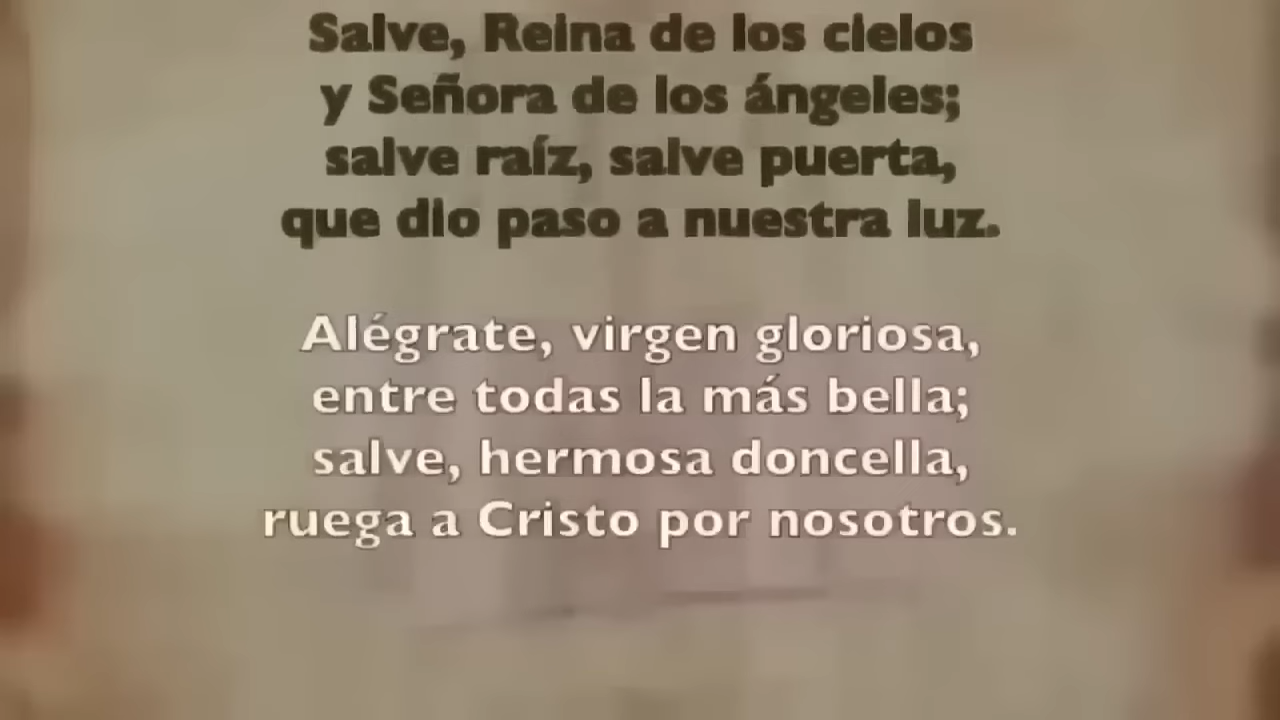 Salve, Reina de los cielos
y Señora de los ángeles;
salve raíz, salve puerta,
que dio paso a nuestra luz.
Alégrate, virgen gloriosa,
entre todas la más bella;
salve, hermosa doncella,
ruega a Cristo por nosotros.